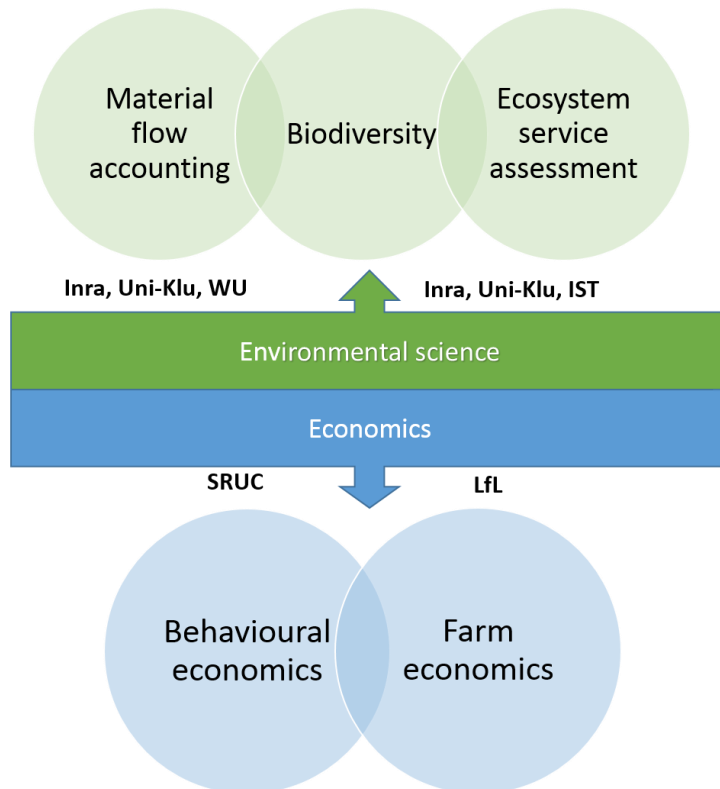 Material
flow
accounting
Biodiversity
Ecosystem
service
assessment
Inra, Uni-Klu, WU
Inra, Uni-Klu, IST
Environmental science
Economics
SRUC
LfL
Behavioural
economics
Farm
economics